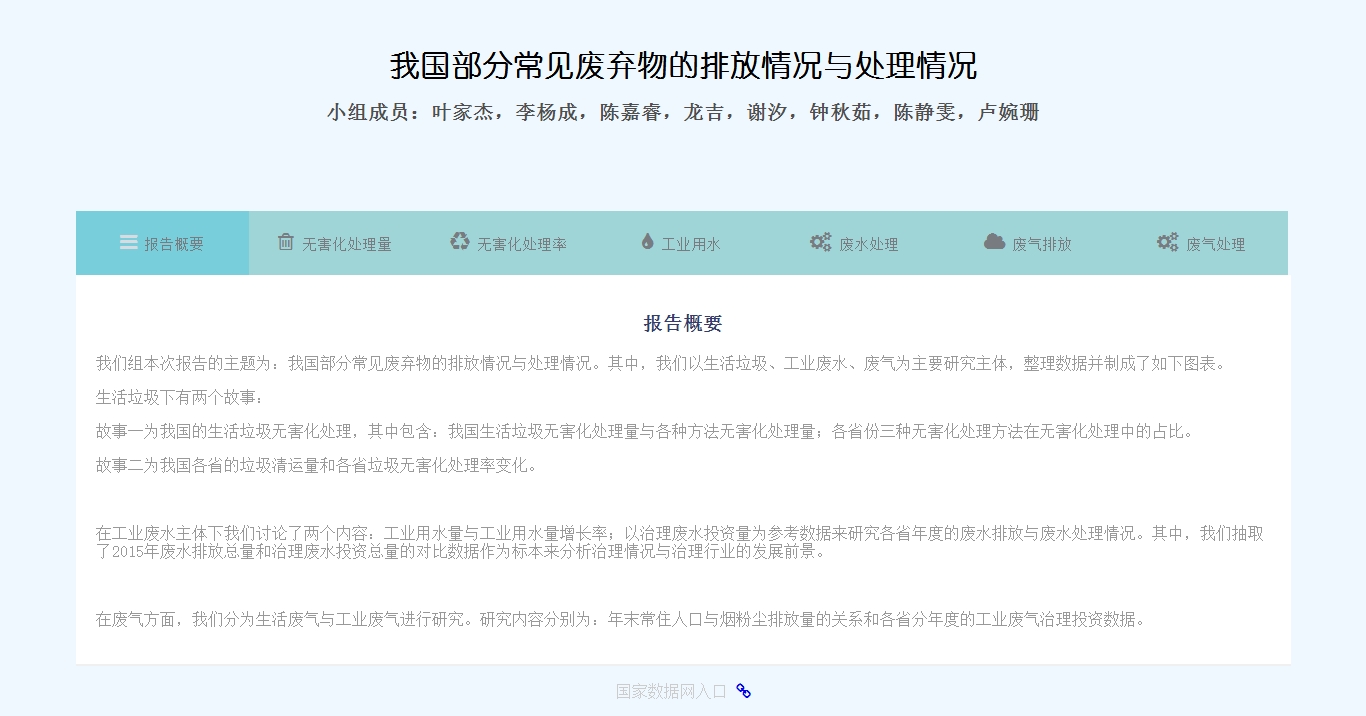 我国部分常见废弃物的排放情况与处理情况
小组成员：叶家杰，李杨成，陈嘉睿，龙吉，谢汐，钟秋茹，陈静雯，卢婉珊
报告概要 无害化处理量 无害化处理率 工业用水 废水处理 废气排放 废气处理
报告概要
我们组本次报告的主题为：我国部分常见废弃物的排放情况与处理情况。其中，我们以生活垃圾、工业废水、废气为主要研究主体，整理数据并制成了如下图表。
生活垃圾下有两个故事：
故事一为我国的生活垃圾无害化处理，其中包含：我国生活垃圾无害化处理量与各种方法无害化处理量；各省份三种无害化处理方法在无害化处理中的占比。
故事二为我国各省的垃圾清运量和各省垃圾无害化处理率变化。
在工业废水主体下我们讨论了两个内容：工业用水量与工业用水量增长率；以治理废水投资量为参考数据来研究各省年度的废水排放与废水处理情况。其中，我们抽取
了2015年废水排放总量和治理废水投资总量的对比数据作为标本来分析治理情况与治理行业的发展前景。
在废气方面，我们分为生活废气与工业废气进行研究。研究内容分别为：年末常住人口与烟粉尘排放量的关系和各省分年度的工业废气治理投资数据。
国家数据网入口